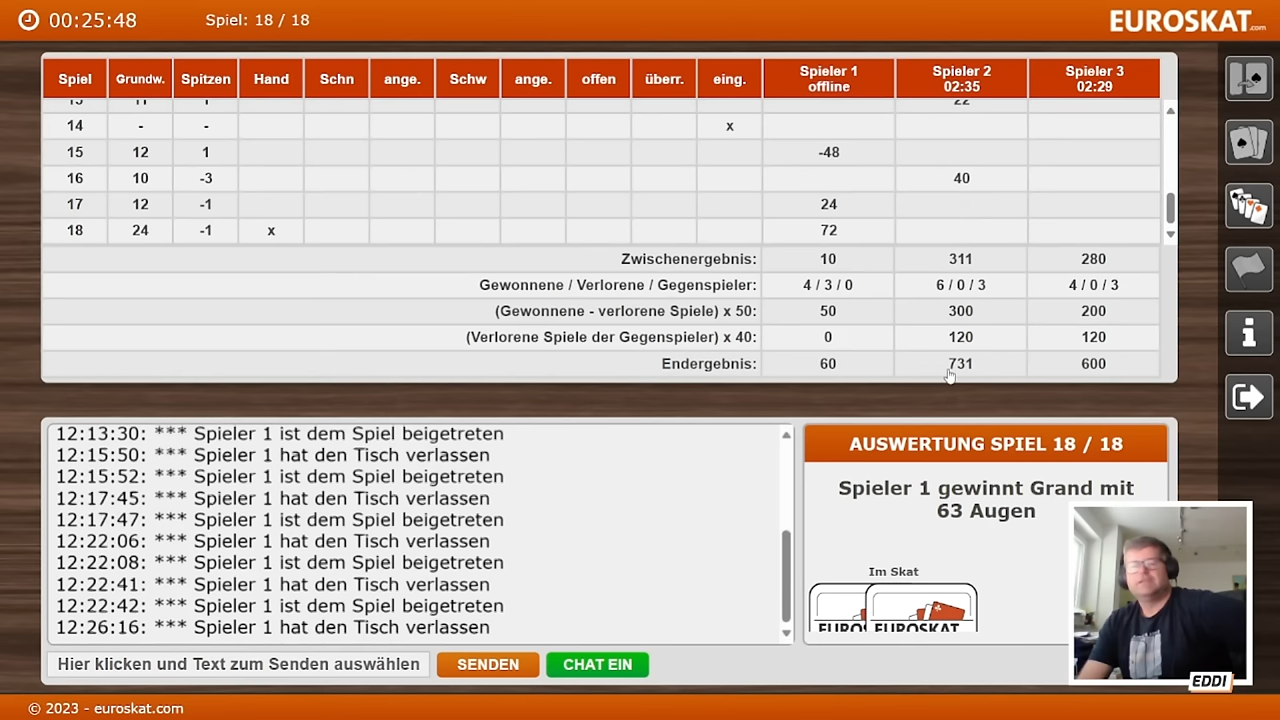 00:25:48
Spiel: 18 / 18
EUROSKAT.com
Spiel Grundw. Spitzen Hand Schn ange. Schw ange. offen überr. eing. Spieler 1 offline Spieler 2 02:35 Spieler 3 02:29
22
14 - - x
15 12 1 -48
16 10 -3 40
17 12 -1 24
18 24 -1 x 72
Zwischenergebnis: 10 311 280
Gewonnene / Verlorene / Gegenspieler: 4 / 3 / 0 6 / 0 / 3 4 / 0 / 3
(Gewonnene - verlorene Spiele) x 50: 50 300 200
(Verlorene Spiele der Gegenspieler) x 40: 0 120 120
Endergebnis: 60 731 600
12:13:30: *** Spieler 1 ist dem Spiel beigetreten
12:15:50: *** Spieler 1 hat den Tisch verlassen
12:15:52: *** Spieler 1 ist dem Spiel beigetreten
12:17:45: *** Spieler 1 hat den Tisch verlassen
12:17:47: *** Spieler 1 ist dem Spiel beigetreten
12:22:06: *** Spieler 1 hat den Tisch verlassen
12:22:08: *** Spieler 1 ist dem Spiel beigetreten
12:22:41: *** Spieler 1 hat den Tisch verlassen
12:22:42: *** Spieler 1 ist dem Spiel beigetreten
12:26:16: *** Spieler 1 hat den Tisch verlassen
Hier klicken und Text zum Senden auswählen
SENDEN
CHAT EIN
AUSWERTUNG SPIEL 18 / 18
Spieler 1 gewinnt Grand mit
63 Augen
Im Skat
EUROS EUROSKAT
EDDI
© 2023 - euroskat.com